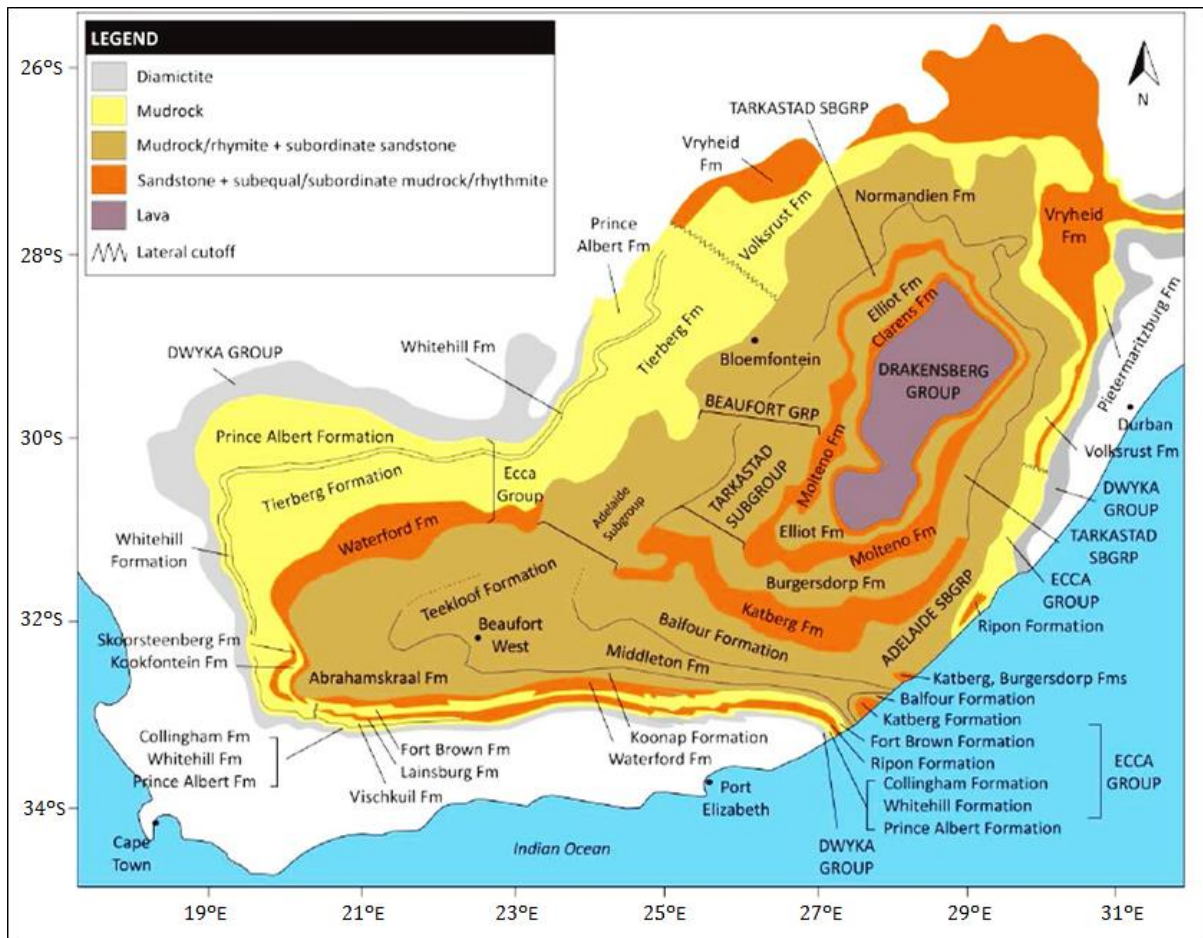 LEGEND
Diamictite
Mudrock
Mudrock/rhymite + subordinate sandstone
Sandstone + subequal/subordinate mudrock/rhythmite
Lava
Lateral cutoff
26°S
28°S
30°S
32°S
34°S
N
TARKASTAD SBGRP
Vryheid
Fm
Normandien Fm
Volksrust Fm
Vryheid
Fm
Prince
Albert Fm
Elliot Fm
Clarens Fm
Tierberg Fm
Pietermaritzburg Fm
Whitehill Fm
DWYKA GROUP
Bloemfontein
DRAKENSBERG
GROUP
BEAUFORT GRP
Durban
Volksrust Fm
Prince Albert Formation
Molteno Fm
TARKASTAD
SUBGROUP
Ecca
Group
Tierberg Formation
Adelaide
Subgroup
DWYKA
GROUP
Waterford Fm
Elliot Fm
Molteno Fm
TARKASTAD
SBGRP
Whitehill
Formation
Burgersdorp Fm
ECCA
GROUP
Teekloof Formation
Katberg Fm
ADELAIDE SBGRP
Ripon Formation
Beaufort
West
Balfour Formation
Skoorsteenberg Fm
Kookfontein Fm
Middleton Fm
Abrahamskraal Fm
Katberg, Burgersdorp Fms
Balfour Formation
Katberg Formation
Fort Brown Formation
Ripon Formation
Collingham Formation
Whitehill Formation
Prince Albert Formation
ECCA
GROUP
Collingham Fm
Whitehill Fm
Prince Albert Fm
Fort Brown Fm
Lainsburg Fm
Vischkuil Fm
Koonap Formation
Waterford Fm
Port
Elizabeth
DWYKA
GROUP
Cape
Town
Indian Ocean
19°E
21°E
23°E
25°E
27°E
29°E
31°E